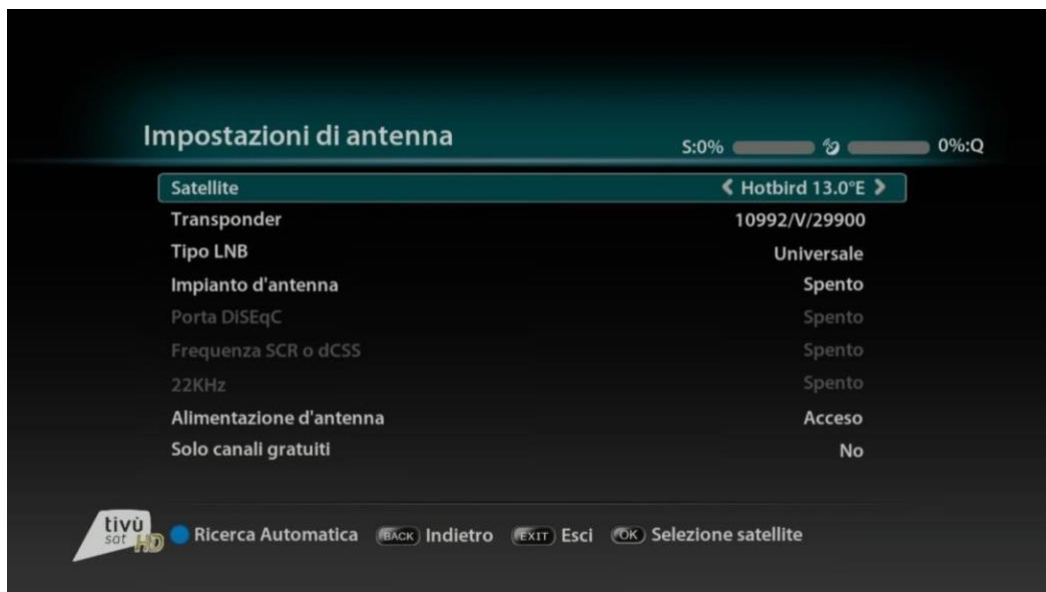 Impostazioni di antenna
S:0% 0%:Q
Satellite Hotbird 13.0°E
Transponder 10992/V/29900
Tipo LNB Universale
Impianto d'antenna Spento
Porta DiSEqC Spento
Frequenza SCR o dCSS Spento
22KHz Spento
Alimentazione d'antenna Acceso
Solo canali gratuiti No
tivù
sat HD
Ricerca Automatica BACK Indietro EXIT Esci OK Selezione satellite